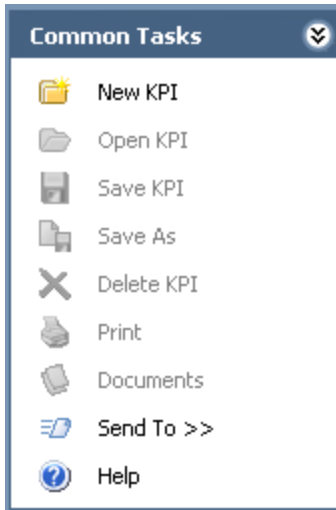 Common Tasks
New KPI
Open KPI
Save KPI
Save As
Delete KPI
Print
Documents
Send To >>
Help